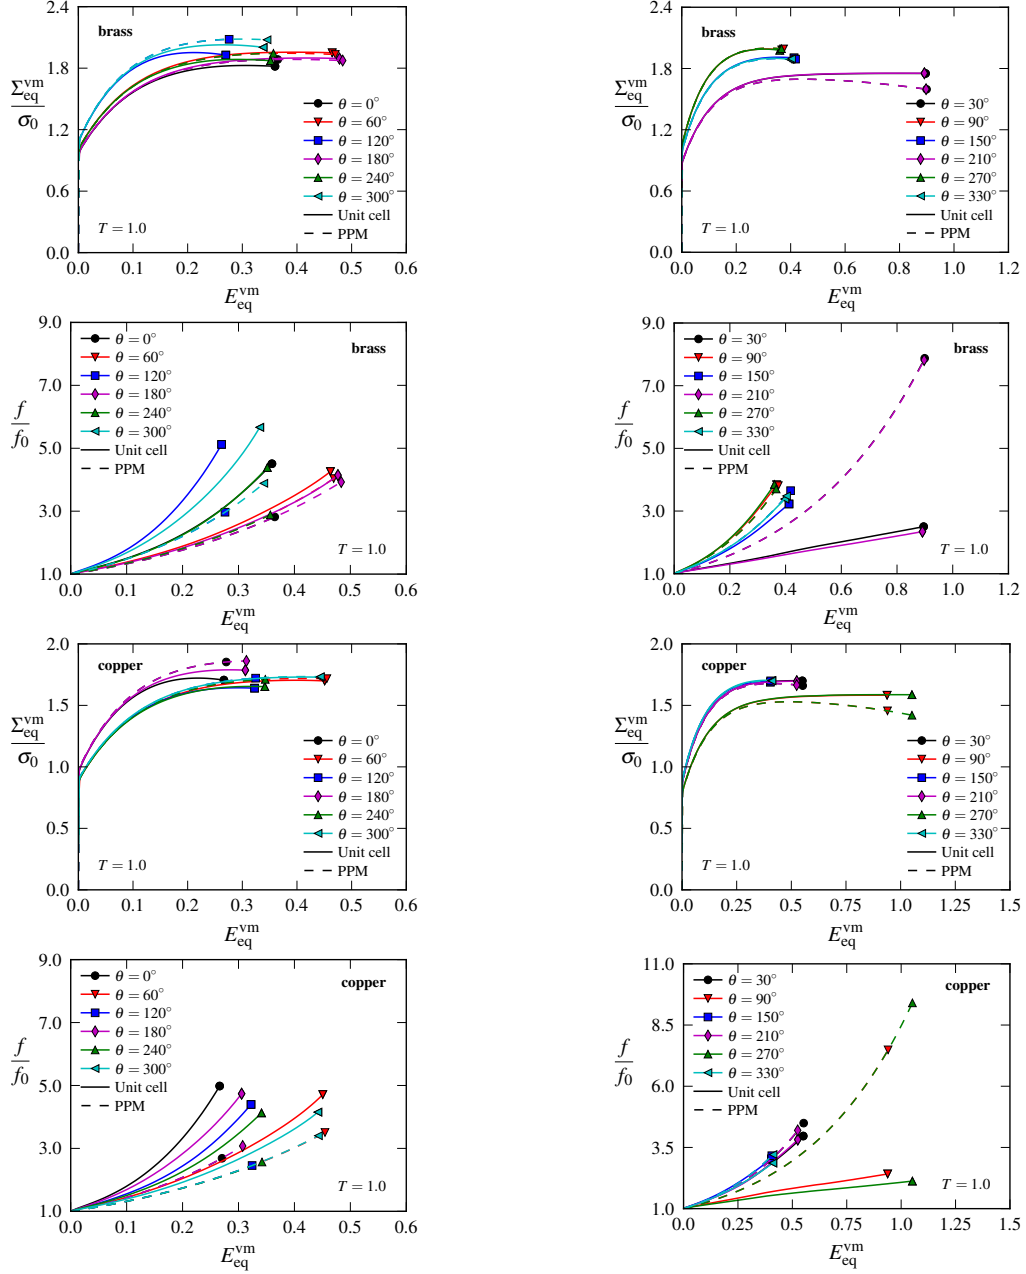 brass
Σ_eq^vm / σ0
2.4
1.8
1.2
0.6
0.0
θ = 0°
θ = 60°
θ = 120°
θ = 180°
θ = 240°
θ = 300°
Unit cell
PPM
T = 1.0
0.0 0.1 0.2 0.3 0.4 0.5 0.6
E_eq^vm
brass
Σ_eq^vm / σ0
2.4
1.8
1.2
0.6
0.0
θ = 30°
θ = 90°
θ = 150°
θ = 210°
θ = 270°
θ = 330°
Unit cell
PPM
T = 1.0
0.0 0.2 0.4 0.6 0.8 1.0 1.2
E_eq^vm
brass
f / f0
9.0
7.0
5.0
3.0
1.0
θ = 0°
θ = 60°
θ = 120°
θ = 180°
θ = 240°
θ = 300°
Unit cell
PPM
T = 1.0
0.0 0.1 0.2 0.3 0.4 0.5 0.6
E_eq^vm
brass
f / f0
9.0
7.0
5.0
3.0
1.0
θ = 30°
θ = 90°
θ = 150°
θ = 210°
θ = 270°
θ = 330°
Unit cell
PPM
T = 1.0
0.0 0.2 0.4 0.6 0.8 1.0 1.2
E_eq^vm
copper
Σ_eq^vm / σ0
2.0
1.5
1.0
0.5
0.0
θ = 0°
θ = 60°
θ = 120°
θ = 180°
θ = 240°
θ = 300°
Unit cell
PPM
T = 1.0
0.0 0.1 0.2 0.3 0.4 0.5 0.6
E_eq^vm
copper
Σ_eq^vm / σ0
2.0
1.5
1.0
0.5
0.0
θ = 30°
θ = 90°
θ = 150°
θ = 210°
θ = 270°
θ = 330°
Unit cell
PPM
T = 1.0
0.0 0.25 0.5 0.75 1.0 1.25 1.5
E_eq^vm
copper
f / f0
9.0
7.0
5.0
3.0
1.0
θ = 0°
θ = 60°
θ = 120°
θ = 180°
θ = 240°
θ = 300°
Unit cell
PPM
T = 1.0
0.0 0.1 0.2 0.3 0.4 0.5 0.6
E_eq^vm
copper
f / f0
11.0
8.5
6.0
3.5
1.0
θ = 30°
θ = 90°
θ = 150°
θ = 210°
θ = 270°
θ = 330°
Unit cell
PPM
T = 1.0
0.0 0.25 0.5 0.75 1.0 1.25 1.5
E_eq^vm